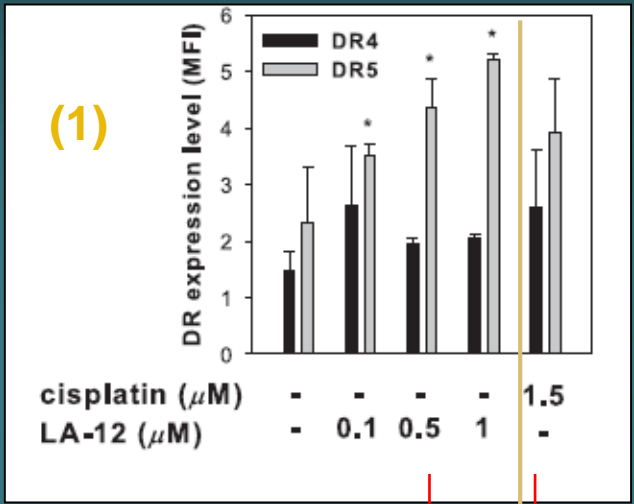 (1)
DR expression level (MFI)
6
5
4
3
2
1
0
DR4
DR5
*
*
*
cisplatin (μM) - - - - 1.5
LA-12 (μM) - 0.1 0.5 1 -